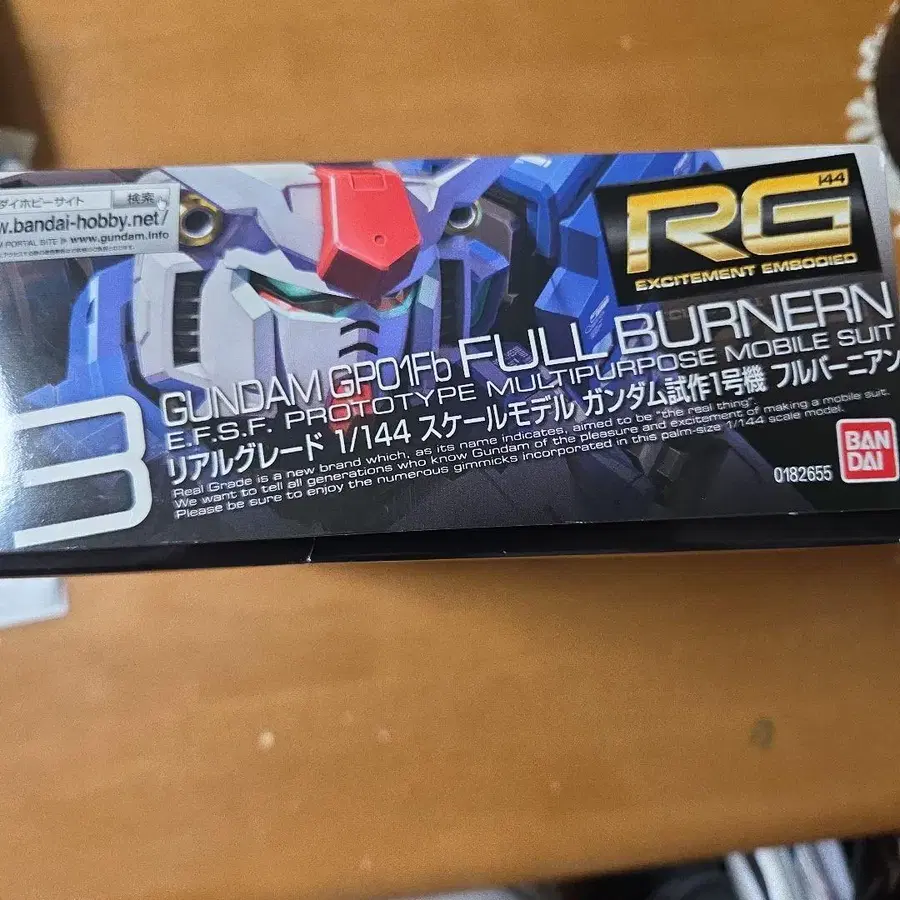 ダイホビーサイト 検索
w.bandai-hobby.net/
PORTAL SITE www.gundam.info
144
RG
EXCITEMENT EMBODIED
3
GUNDAM GP01Fb FULL BURNERN
E.F.S.F. PROTOTYPE MULTIPURPOSE MOBILE SUIT
リアルグレード 1/144 スケールモデル ガンダム試作1号機 フルバーニアン
Real Grade is a new brand which, as its name indicates, aimed to be "the real thing".
We want to tell all generations who know Gundam of the pleasure and excitement of making a mobile suit.
Please be sure to enjoy the numerous gimmicks incorporated in this palm-size 1/144 scale model.
0182655
BAN
DAI